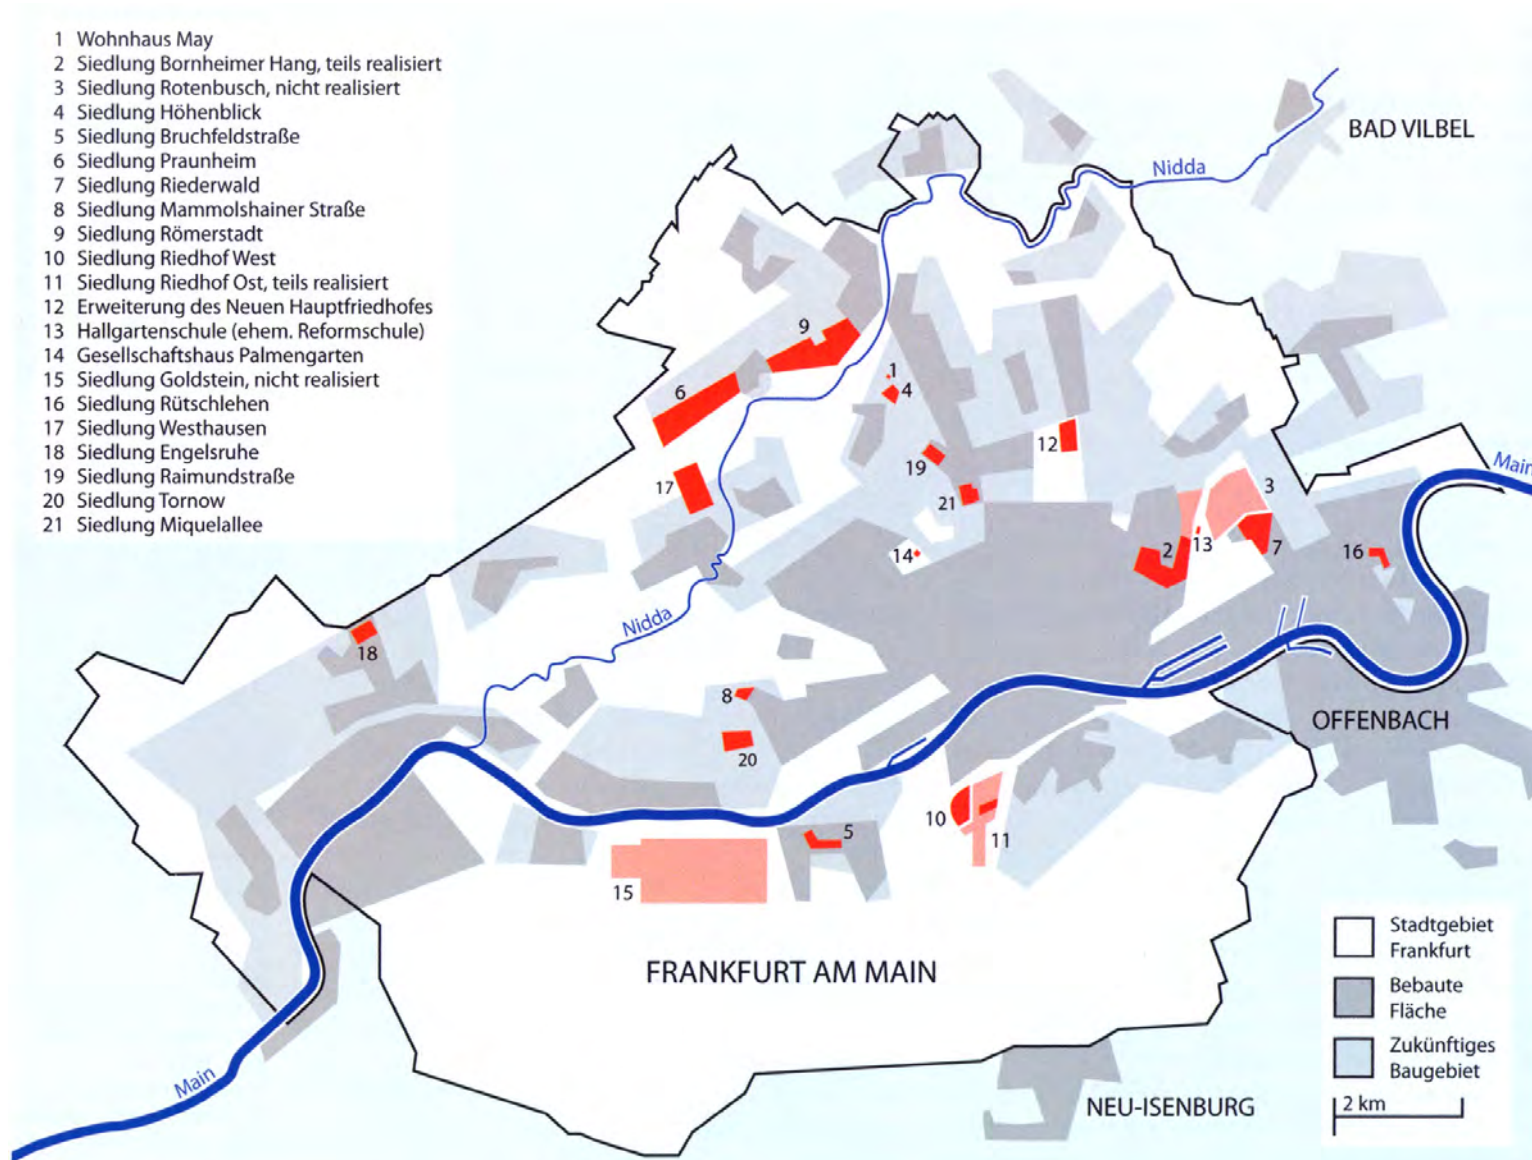 1 Wohnhaus May
2 Siedlung Bornheimer Hang, teils realisiert
3 Siedlung Rotenbusch, nicht realisiert
4 Siedlung Höhenblick
5 Siedlung Bruchfeldstraße
6 Siedlung Praunheim
7 Siedlung Riederwald
8 Siedlung Mammolshainer Straße
9 Siedlung Römerstadt
10 Siedlung Riedhof West
11 Siedlung Riedhof Ost, teils realisiert
12 Erweiterung des Neuen Hauptfriedhofes
13 Hallgartenschule (ehem. Reformschule)
14 Gesellschaftshaus Palmengarten
15 Siedlung Goldstein, nicht realisiert
16 Siedlung Rütschlehen
17 Siedlung Westhausen
18 Siedlung Engelsruhe
19 Siedlung Raimundstraße
20 Siedlung Tornow
21 Siedlung Miquelallee
BAD VILBEL
Nidda
9
1
6
4
12
19
Main
17
3
21
2
13
7
14
16
Nidda
18
8
OFFENBACH
20
10
5
11
15
FRANKFURT AM MAIN
Main
NEU-ISENBURG
Stadtgebiet
Frankfurt
Bebaute
Fläche
Zukünftiges
Baugebiet
2 km